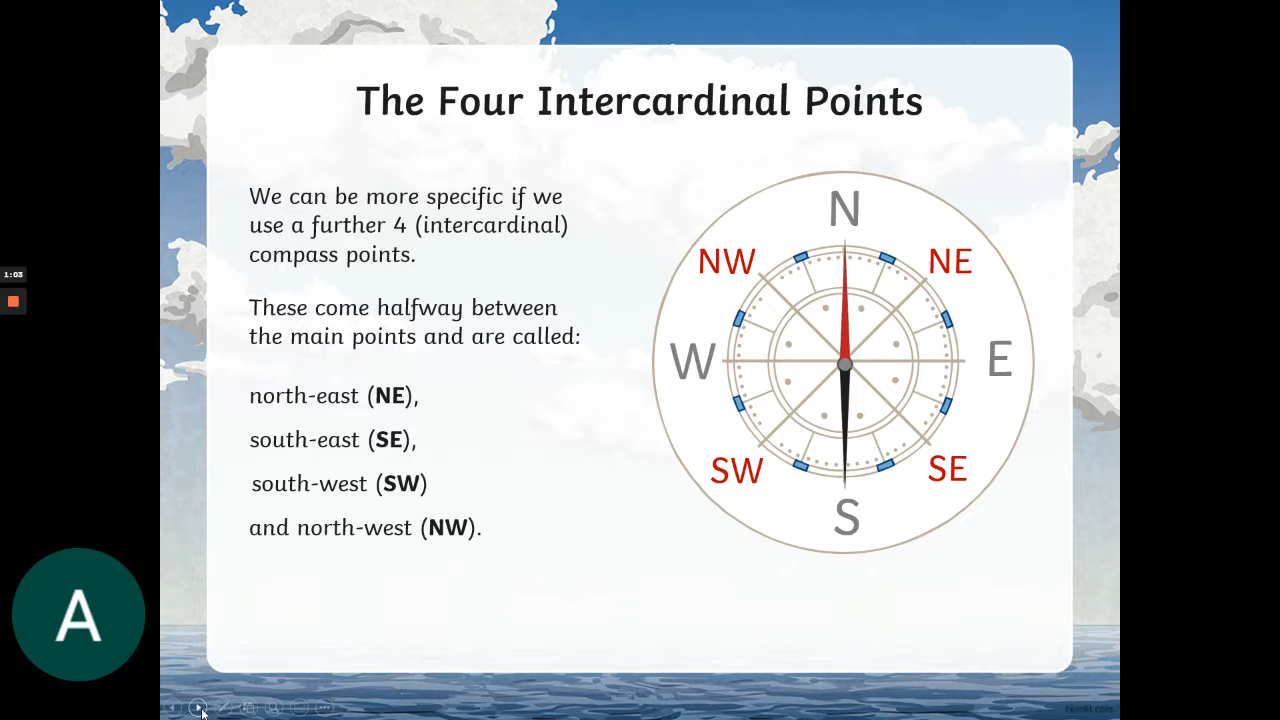 The Four Intercardinal Points
We can be more specific if we
use a further 4 (intercardinal)
compass points.
These come halfway between
the main points and are called:
north-east (NE),
south-east (SE),
south-west (SW)
and north-west (NW).
N
NW
NE
W
E
SW
SE
S
1:03
A
twinkl.com